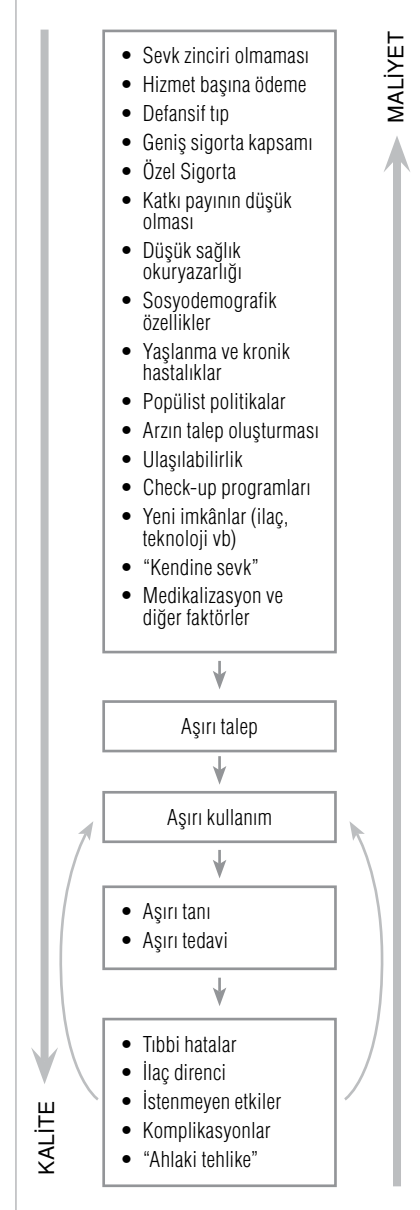 MALİYET
• Sevk zinciri olmaması
• Hizmet başına ödeme
• Defansif tıp
• Geniş sigorta kapsamı
• Özel Sigorta
• Katkı payının düşük
olması
• Düşük sağlık
okuryazarlığı
• Sosyodemografik
özellikler
• Yaşlanma ve kronik
hastalıklar
• Popülist politikalar
• Arzın talep oluşturması
• Ulaşılabilirlik
• Check-up programları
• Yeni imkânlar (ilaç,
teknoloji vb)
• “Kendine sevk”
• Medikalizasyon ve
diğer faktörler
Aşırı talep
Aşırı kullanım
• Aşırı tanı
• Aşırı tedavi
• Tıbbi hatalar
• İlaç direnci
• İstenmeyen etkiler
• Komplikasyonlar
• “Ahlaki tehlike”
KALİTE